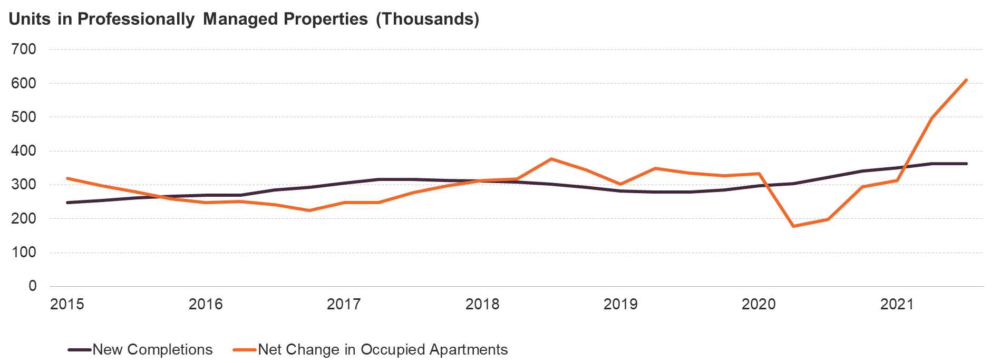 Units in Professionally Managed Properties (Thousands)
700
600
500
400
300
200
100
0
2015 2016 2017 2018 2019 2020 2021
New Completions Net Change in Occupied Apartments